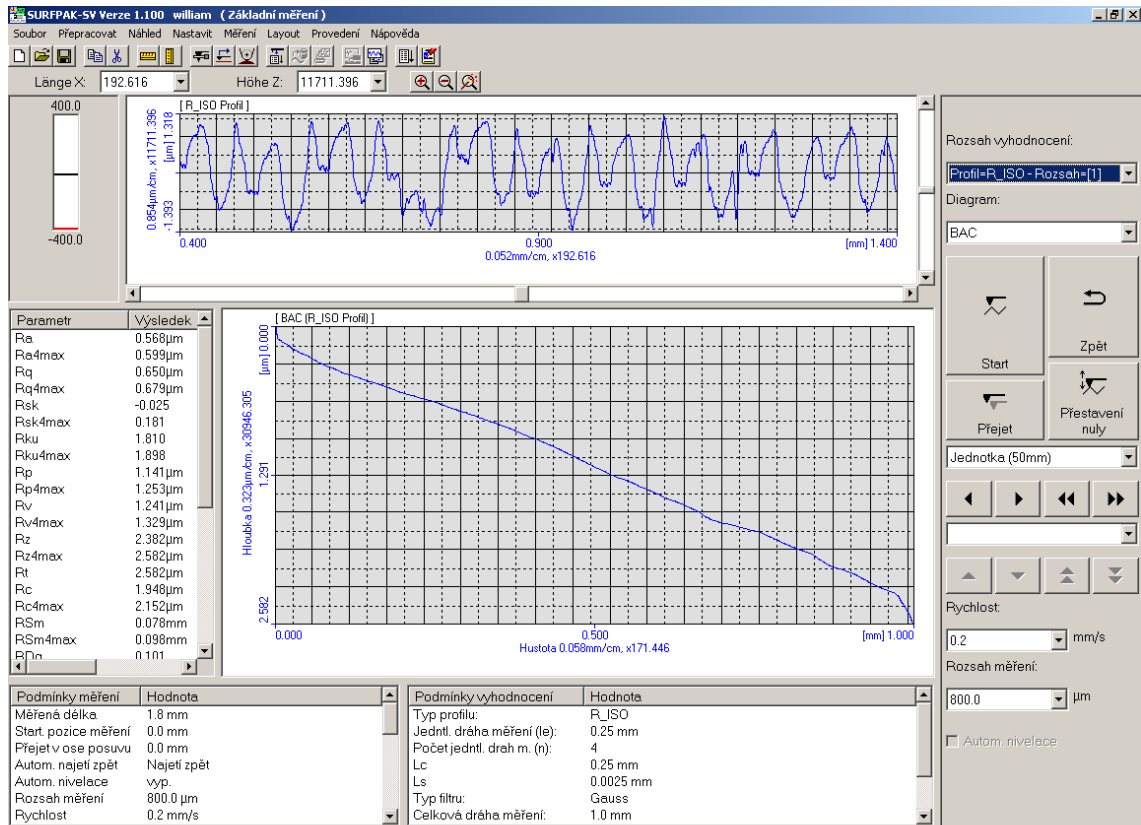 SURFPAK-SV Verze 1.100 william ( Základní měření )
Soubor Přepracovat Náhled Nastavit Měření Layout Provedení Nápověda
Länge X: 192.616 Höhe Z: 11711.396
400.0
-400.0
[ R_ISO Profil ]
0.854µm/cm, x11711.396
-1.393 [µm] 1.318
0.400 0.900 [mm] 1.400
0.052mm/cm, x192.616
Parametr Výsledek
Ra 0.568µm
Ra4max 0.599µm
Rq 0.650µm
Rq4max 0.679µm
Rsk -0.025
Rsk4max 0.181
Rku 1.810
Rku4max 1.898
Rp 1.141µm
Rp4max 1.253µm
Rv 1.241µm
Rv4max 1.329µm
Rz 2.382µm
Rz4max 2.582µm
Rt 2.582µm
Rc 1.948µm
Rc4max 2.152µm
RSm 0.078mm
RSm4max 0.098mm
RDq 0.101
[ BAC (R_ISO Profil) ]
Hloubka 0.323µm/cm, x30946.305
2.582 1.291 [µm] 0.000
0.000 0.500 [mm] 1.000
Hustota 0.058mm/cm, x171.446
Rozsah vyhodnocení:
Profil=R_ISO - Rozsah=[1]
Diagram:
BAC
Start
Zpět
Přejet
Přestavení
nuly
Jednotka (50mm)
Rychlost:
0.2 mm/s
Rozsah měření:
800.0 µm
Autom. nivelace
Podmínky měření Hodnota
Měřená délka 1.8 mm
Start. pozice měření 0.0 mm
Přejet v ose posuvu 0.0 mm
Autom. najetí zpět Najetí zpět
Autom. nivelace vyp.
Rozsah měření 800.0 µm
Rychlost 0.2 mm/s
Podmínky vyhodnocení Hodnota
Typ profilu: R_ISO
Jedntl. dráha měření (le): 0.25 mm
Počet jedntl. drah m. (n): 4
Lc 0.25 mm
Ls 0.0025 mm
Typ filtru: Gauss
Celková dráha měření: 1.0 mm